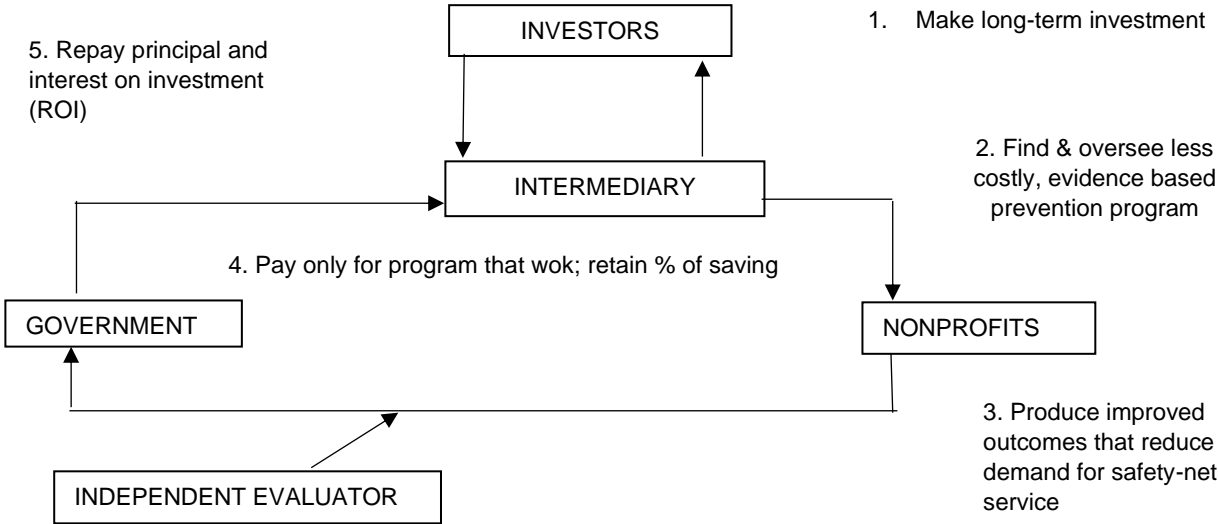 INVESTORS
1. Make long-term investment
5. Repay principal and
interest on investment
(ROI)
INTERMEDIARY
2. Find & oversee less
costly, evidence based
prevention program
4. Pay only for program that wok; retain % of saving
GOVERNMENT
NONPROFITS
3. Produce improved
outcomes that reduce
demand for safety-net
service
INDEPENDENT EVALUATOR